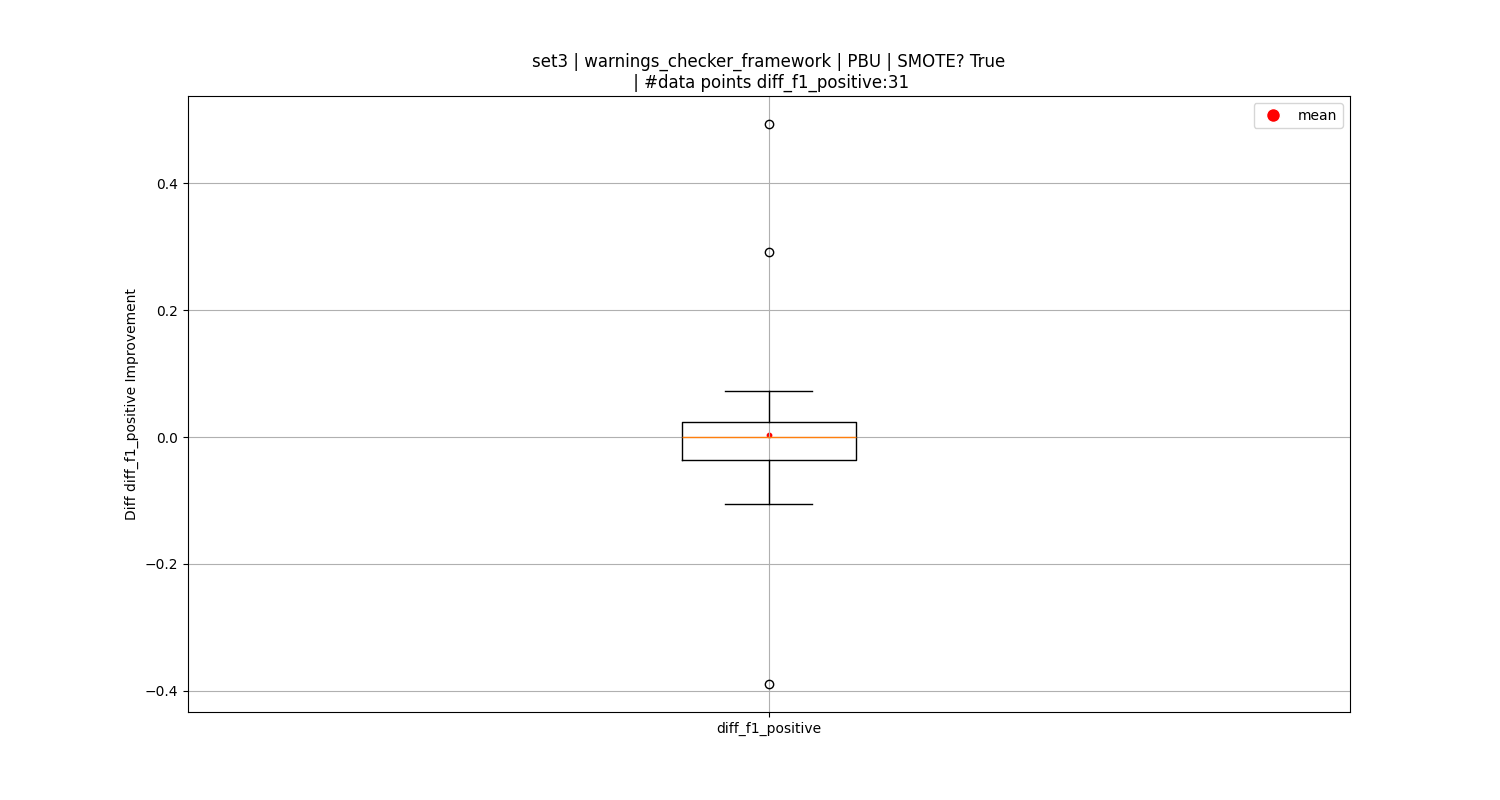 set3 | warnings_checker_framework | PBU | SMOTE? True
| #data points diff_f1_positive:31
mean
0.4
0.2
0.0
−0.2
−0.4
Diff diff_f1_positive Improvement
diff_f1_positive